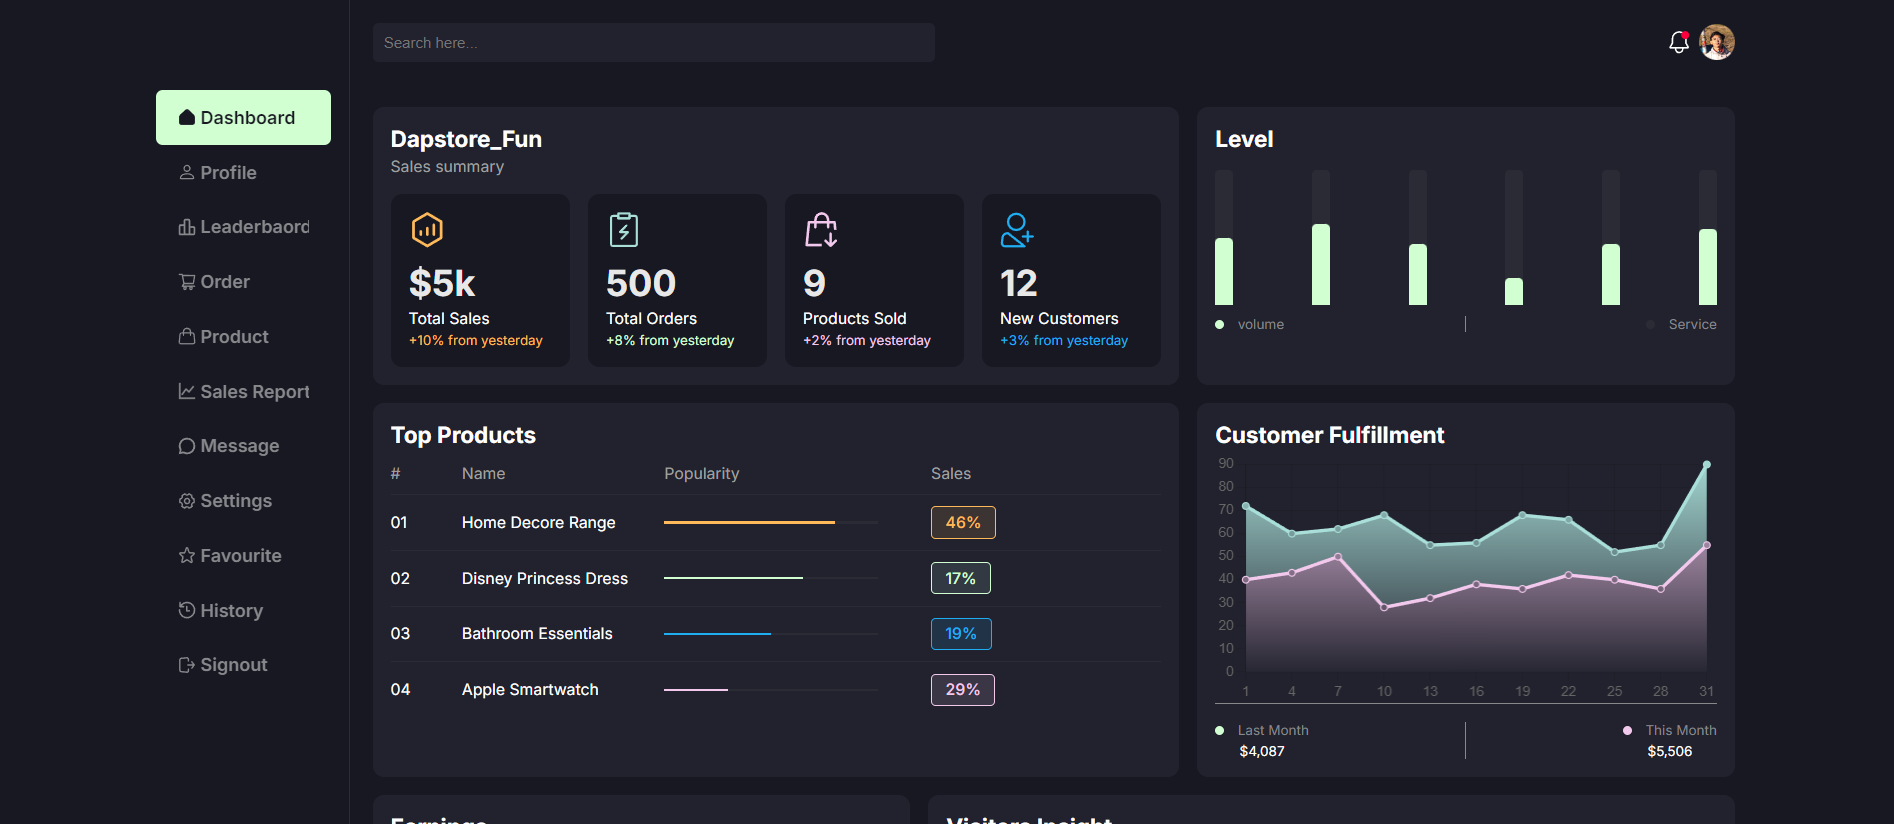 Search here...
Dashboard
Profile
Leaderbaord
Order
Product
Sales Report
Message
Settings
Favourite
History
Signout
Dapstore_Fun
Sales summary
$5k
Total Sales
+10% from yesterday
500
Total Orders
+8% from yesterday
9
Products Sold
+2% from yesterday
12
New Customers
+3% from yesterday
Level
volume
Service
Top Products
# Name Popularity Sales
01 Home Decore Range 46%
02 Disney Princess Dress 17%
03 Bathroom Essentials 19%
04 Apple Smartwatch 29%
Customer Fulfillment
90
80
70
60
50
40
30
20
10
0
1 4 7 10 13 16 19 22 25 28 31
Last Month
$4,087
This Month
$5,506
Earnings
Visitors Insight